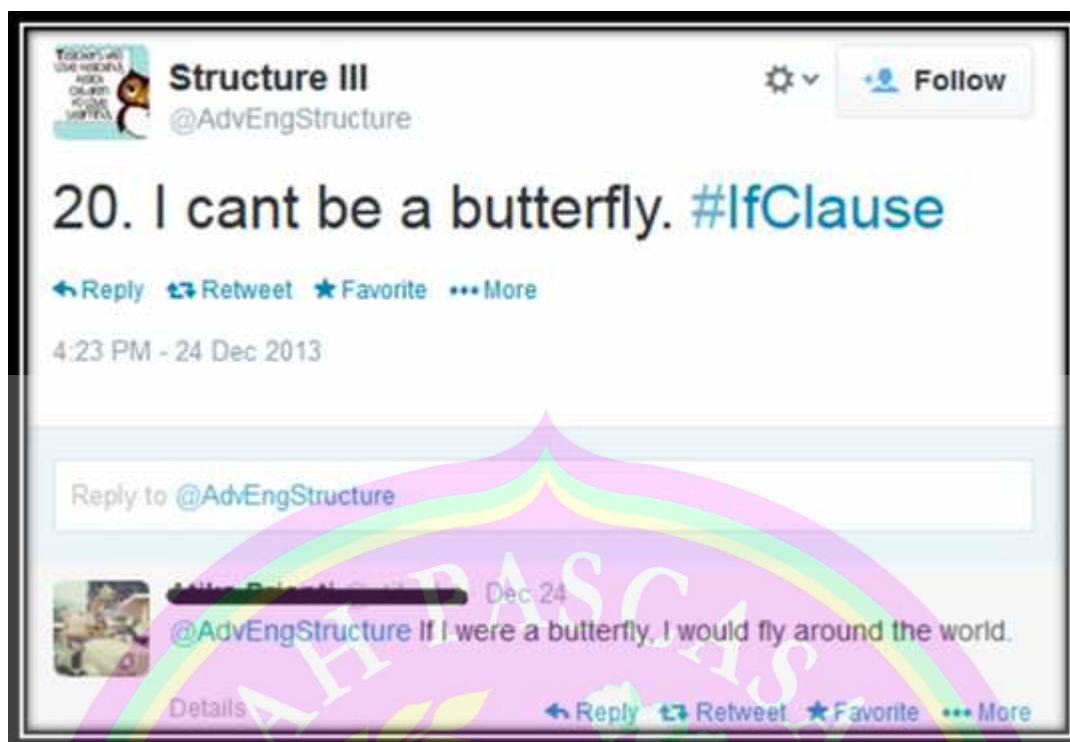 Structure III
@AdvEngStructure
Follow
20. I cant be a butterfly. #IfClause
Reply Retweet Favorite More
4:23 PM - 24 Dec 2013
Reply to @AdvEngStructure
Dec 24
@AdvEngStructure If I were a butterfly, I would fly around the world.
Details
Reply Retweet Favorite More
AH PASCAS